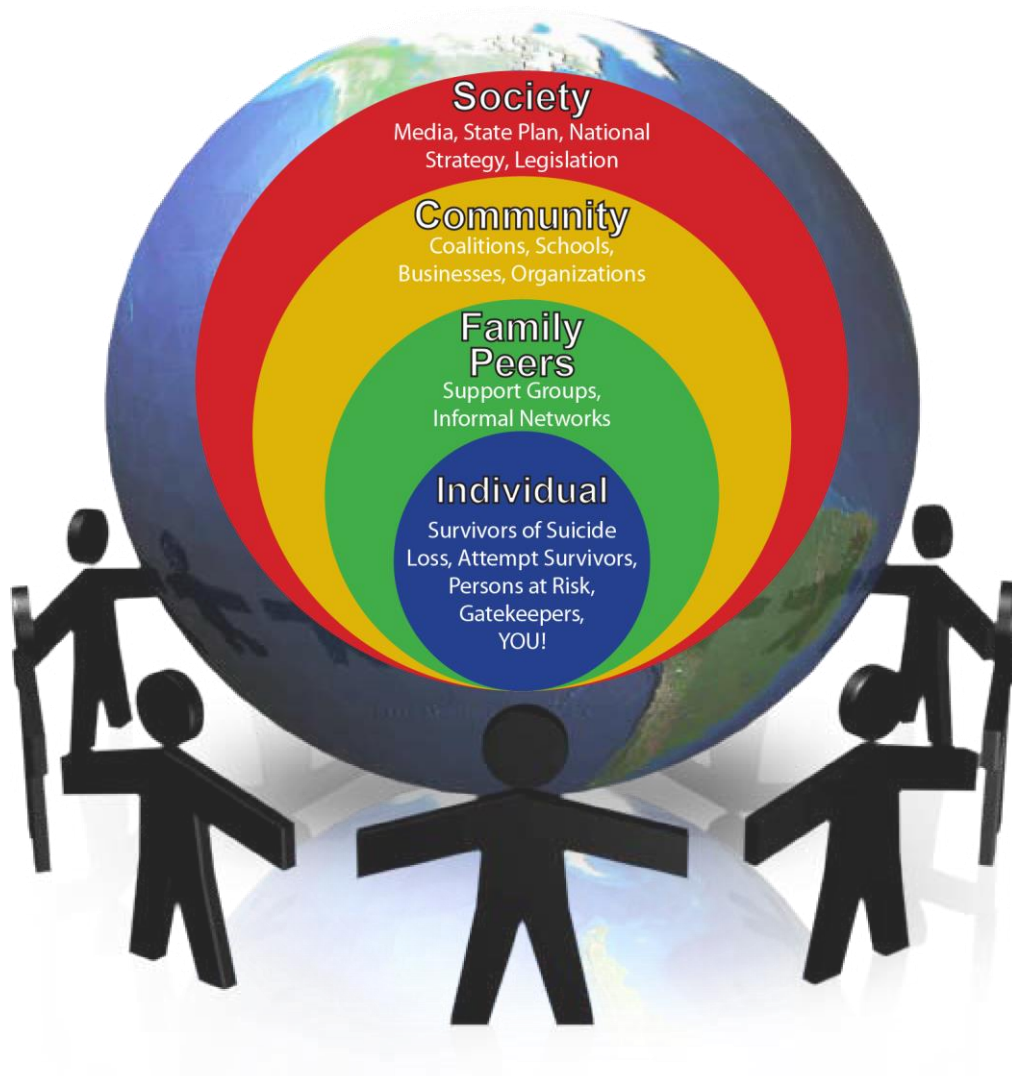 Society
Media, State Plan, National
Strategy, Legislation
Community
Coalitions, Schools,
Businesses, Organizations
Family
Peers
Support Groups,
Informal Networks
Individual
Survivors of Suicide
Loss, Attempt Survivors,
Persons at Risk,
Gatekeepers,
YOU!